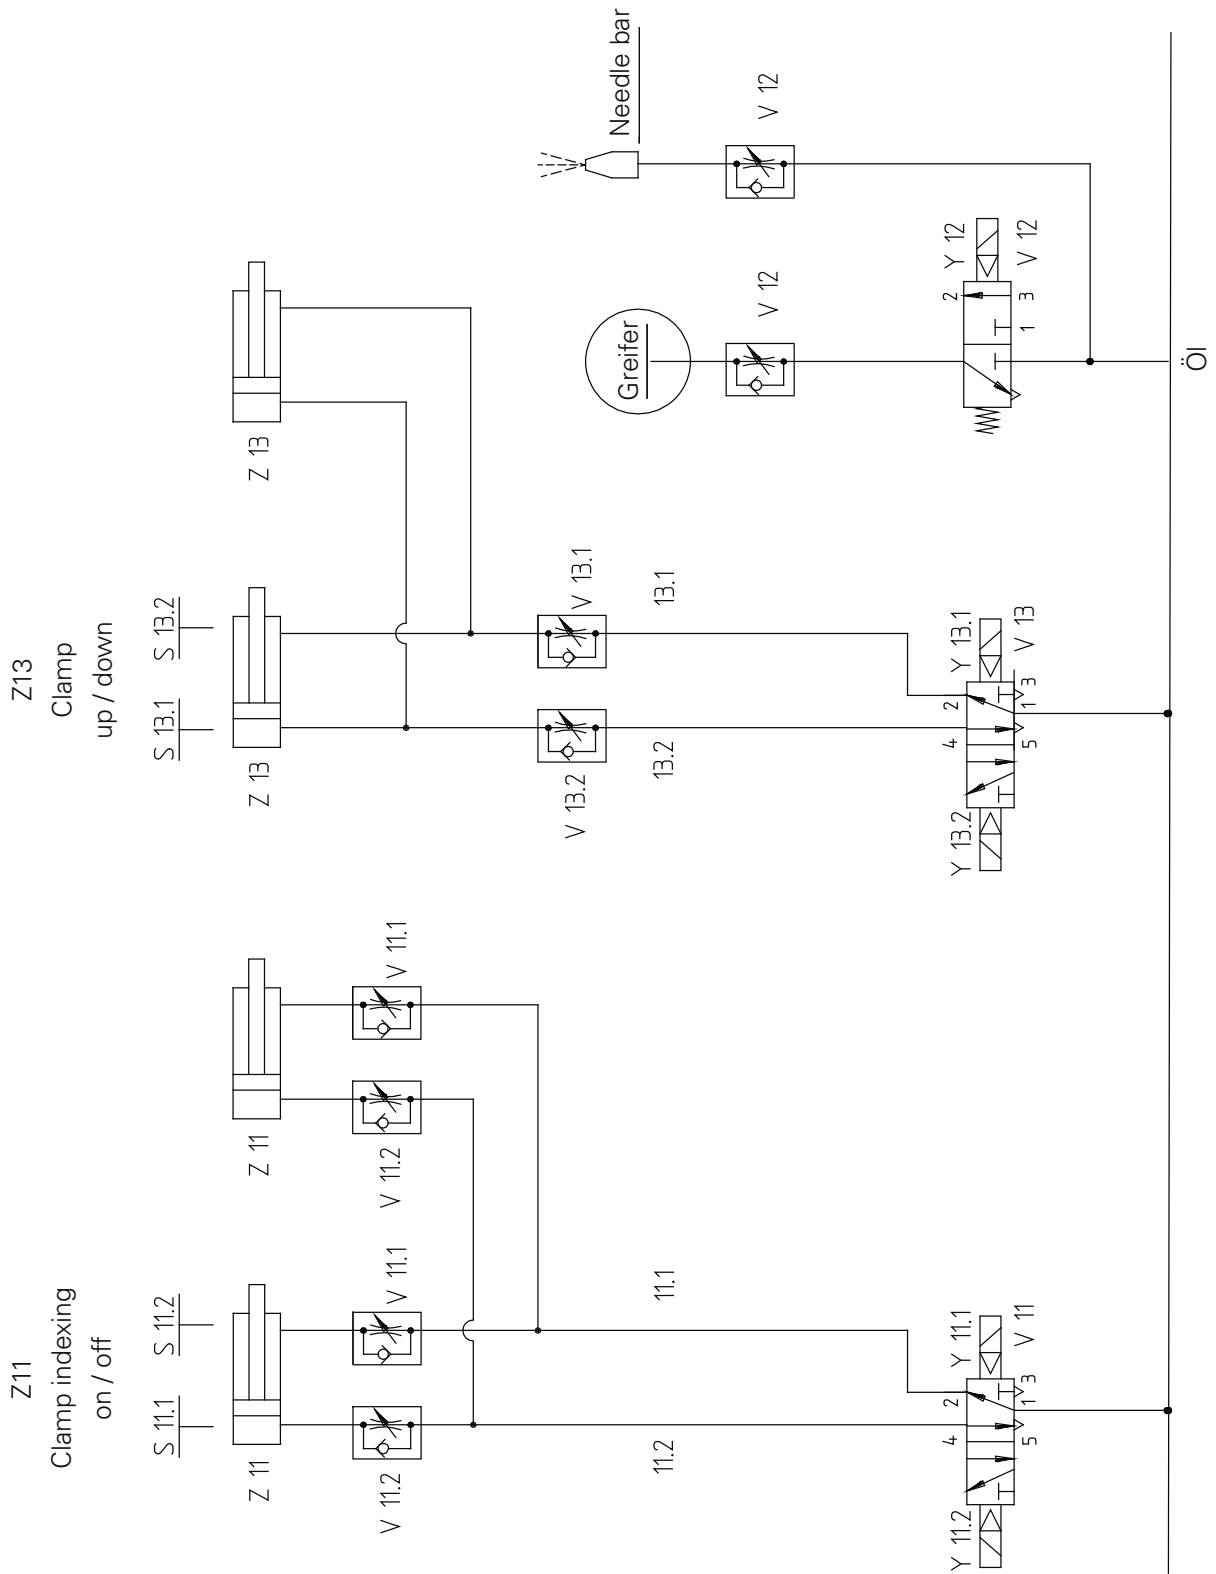 Z11
Clamp indexing
on / off
S 11.1
S 11.2
Z 11
Z 11
V 11.2
V 11.1
V 11.2
V 11.1
11.2
11.1
Y 11.2
4
2
Y 11.1
5
1
3
V 11
Z13
Clamp
up / down
S 13.1
S 13.2
Z 13
Z 13
V 13.2
V 13.1
13.2
13.1
Y 13.2
4
2
Y 13.1
5
1
3
V 13
Greifer
Needle bar
V 12
V 12
2
Y 12
1
3
V 12
Öl